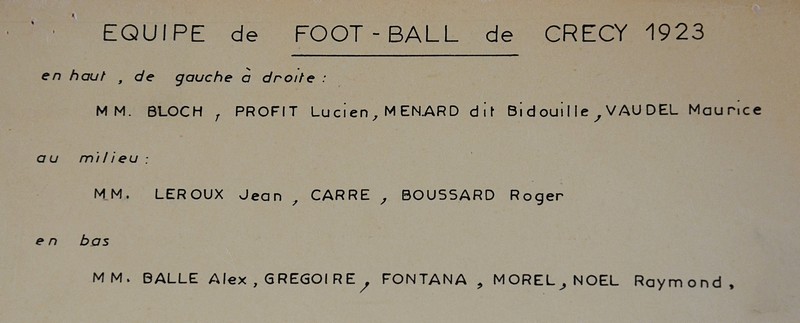 EQUIPE de FOOT-BALL de CRECY 1923
en haut, de gauche à droite :
MM. BLOCH, PROFIT Lucien, MENARD dit Bidouille, VAUDEL Maurice
au milieu :
MM. LEROUX Jean, CARRE, BOUSSARD Roger
en bas
MM. BALLE Alex, GREGOIRE, FONTANA, MOREL, NOEL Raymond,